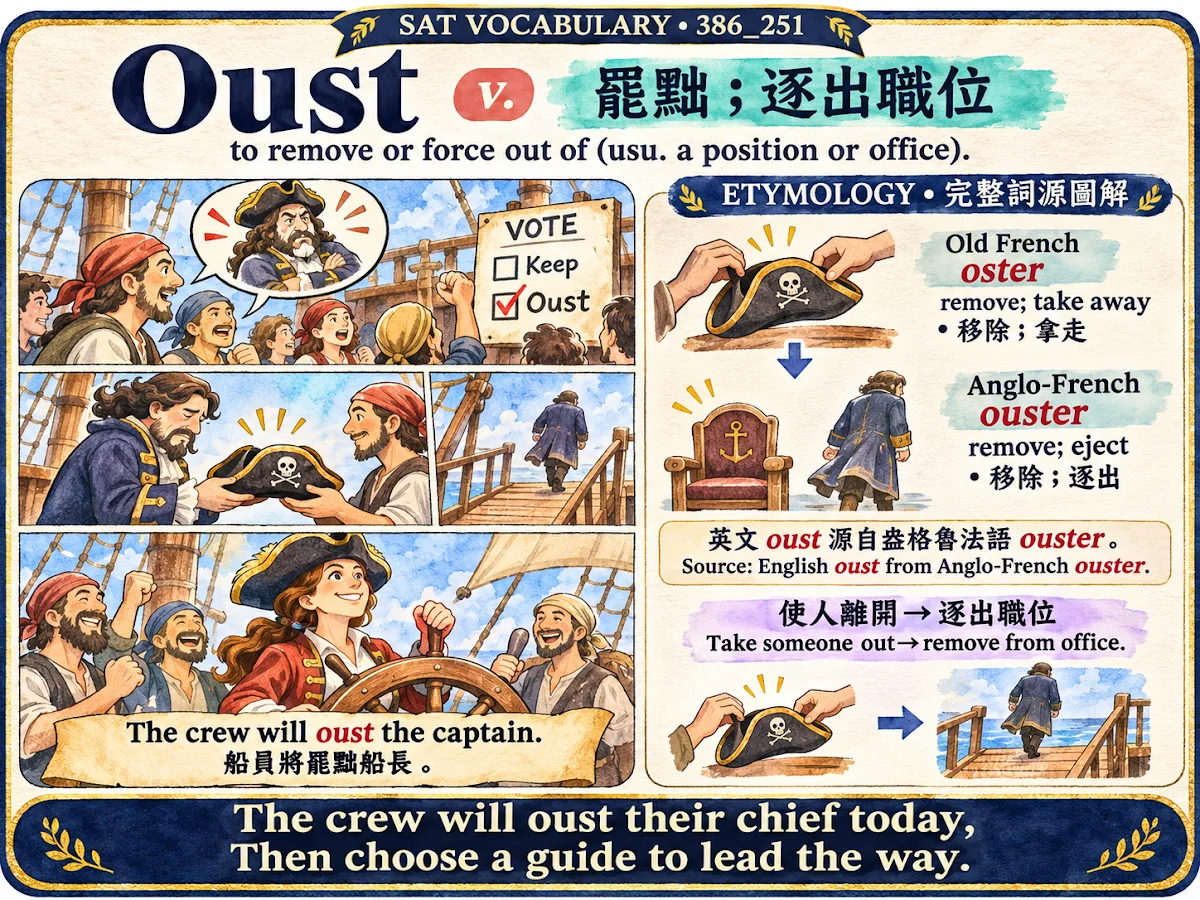 SAT VOCABULARY • 386_251
Oust v. 罷黜；逐出職位
to remove or force out of (usu. a position or office).
VOTE
Keep
Oust
The crew will oust the captain.
船員將罷黜船長。
ETYMOLOGY • 完整詞源圖解
Old French
oster
remove; take away
• 移除；拿走
Anglo-French
ouster
remove; eject
• 移除；逐出
英文 oust 源自盎格魯法語 ouster。
Source: English oust from Anglo-French ouster.
使人離開→逐出職位
Take someone out→remove from office.
The crew will oust their chief today,
Then choose a guide to lead the way.